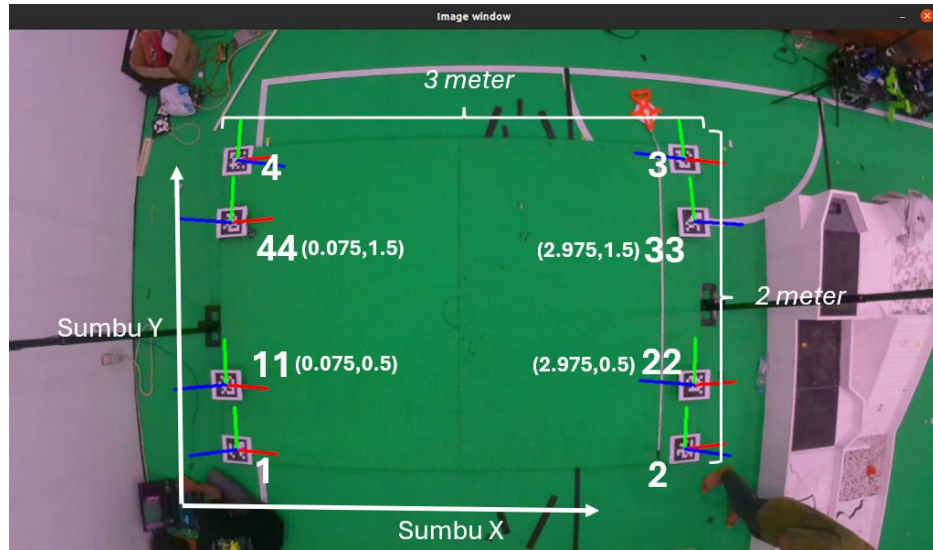 Image window
3 meter
4
3
44 (0.075,1.5)
(2.975,1.5) 33
2 meter
Sumbu Y
11 (0.075,0.5)
(2.975,0.5) 22
1
2
Sumbu X